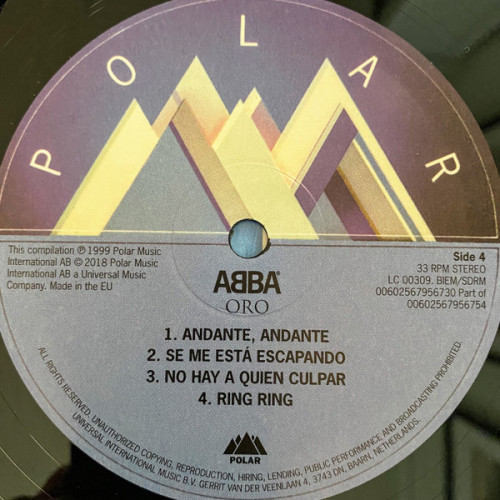 POLAR
This compilation ℗ 1999 Polar Music
International AB © 2018 Polar Music
International AB a Universal Music
Company. Made in the EU
Side 4
33 RPM STEREO
LC 00309. BIEM/SDRM
00602567956730 Part of
00602567956754
ABBA®
ORO
1. ANDANTE, ANDANTE
2. SE ME ESTÁ ESCAPANDO
3. NO HAY A QUIEN CULPAR
4. RING RING
POLAR
ALL RIGHTS RESERVED. UNAUTHORIZED COPYING, REPRODUCTION, HIRING, LENDING, PUBLIC PERFORMANCE AND BROADCASTING PROHIBITED.
UNIVERSAL INTERNATIONAL MUSIC B.V. GERRIT VAN DER VEENLAAN 4, 3743 DN, BAARN, NETHERLANDS.